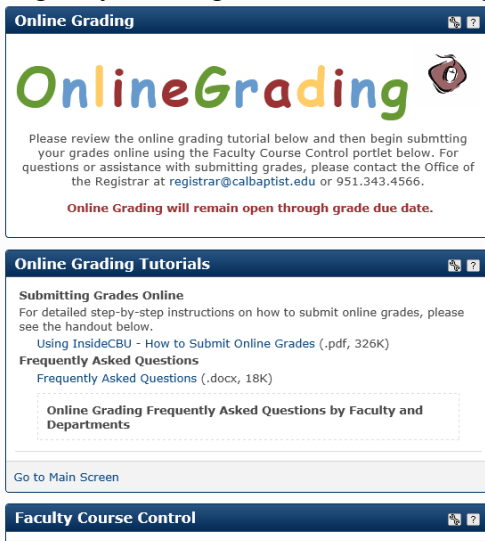 Online Grading
OnlineGrading
Please review the online grading tutorial below and then begin submtting
your grades online using the Faculty Course Control portlet below. For
questions or assistance with submitting grades, please contact the Office of
the Registrar at registrar@calbaptist.edu or 951.343.4566.
Online Grading will remain open through grade due date.
Online Grading Tutorials
Submitting Grades Online
For detailed step-by-step instructions on how to submit online grades, please
see the handout below.
Using InsideCBU - How to Submit Online Grades (.pdf, 326K)
Frequently Asked Questions
Frequently Asked Questions (.docx, 18K)
Online Grading Frequently Asked Questions by Faculty and
Departments
Go to Main Screen
Faculty Course Control